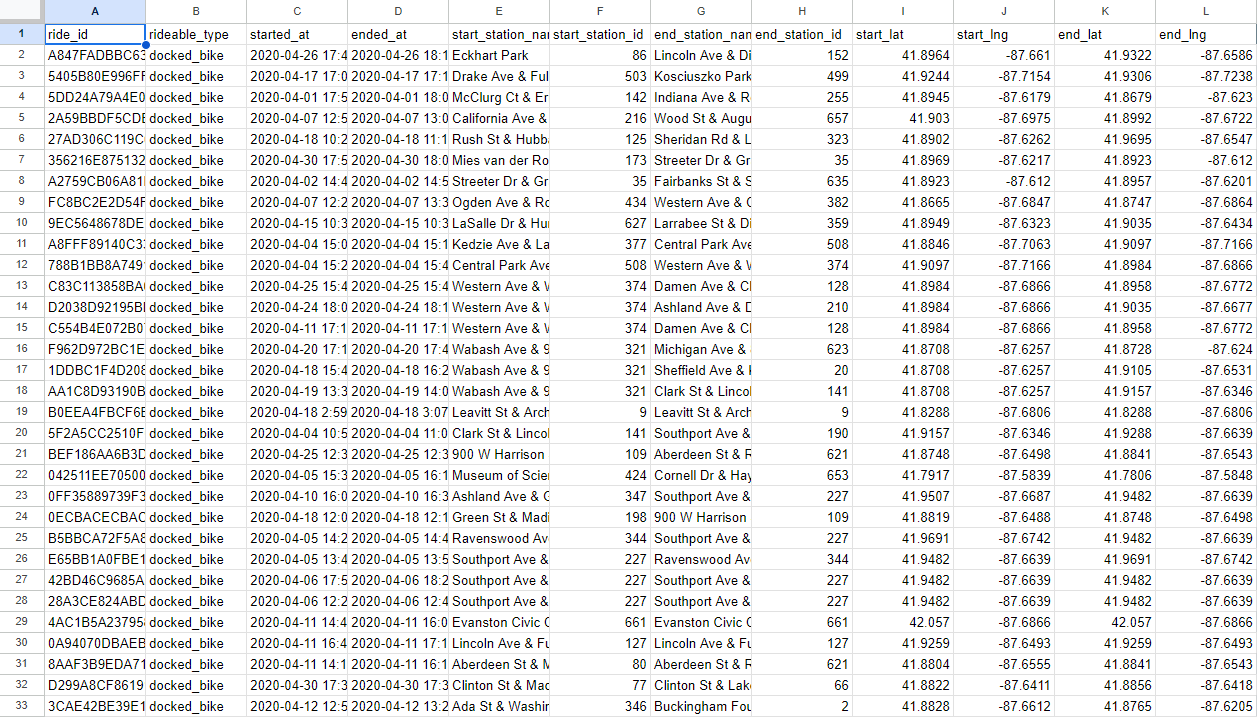 A B C D E F G H I J K L
1 ride_id rideable_type started_at ended_at start_station_nar start_station_id end_station_nam end_station_id start_lat start_lng end_lat end_lng
2 A847FADBBC63 docked_bike 2020-04-26 17:4 2020-04-26 18:1 Eckhart Park 86 Lincoln Ave & Di 152 41.8964 -87.661 41.9322 -87.6586
3 5405B80E996FF docked_bike 2020-04-17 17:0 2020-04-17 17:1 Drake Ave & Ful 503 Kosciuszko Park 499 41.9244 -87.7154 41.9306 -87.7238
4 5DD24A79A4E0 docked_bike 2020-04-01 17:5 2020-04-01 18:0 McClurg Ct & Er 142 Indiana Ave & R 255 41.8945 -87.6179 41.8679 -87.623
5 2A59BBDF5CDE docked_bike 2020-04-07 12:5 2020-04-07 13:0 California Ave & 216 Wood St & Augu 657 41.903 -87.6975 41.8992 -87.6722
6 27AD306C119C docked_bike 2020-04-18 10:2 2020-04-18 11:1 Rush St & Hubb 125 Sheridan Rd & L 323 41.8902 -87.6262 41.9695 -87.6547
7 356216E875132 docked_bike 2020-04-30 17:5 2020-04-30 18:0 Mies van der Ro 173 Streeter Dr & Gr 35 41.8969 -87.6217 41.8923 -87.612
8 A2759CB06A81 docked_bike 2020-04-02 14:4 2020-04-02 14:5 Streeter Dr & Gr 35 Fairbanks St & S 635 41.8923 -87.612 41.8957 -87.6201
9 FC8BC2E2D54F docked_bike 2020-04-07 12:2 2020-04-07 13:3 Ogden Ave & Ro 434 Western Ave & 382 41.8665 -87.6847 41.8747 -87.6864
10 9EC5648678DE docked_bike 2020-04-15 10:3 2020-04-15 10:3 LaSalle Dr & Hu 627 Larrabee St & Di 359 41.8949 -87.6323 41.9035 -87.6434
11 A8FFF89140C33 docked_bike 2020-04-04 15:0 2020-04-04 15:1 Kedzie Ave & La 377 Central Park Ave 508 41.8846 -87.7063 41.9097 -87.7166
12 788B1BB8A749 docked_bike 2020-04-04 15:2 2020-04-04 15:4 Central Park Ave 508 Western Ave & W 374 41.9097 -87.7166 41.8984 -87.6866
13 C83C113858BA docked_bike 2020-04-25 15:4 2020-04-25 15:4 Western Ave & W 374 Damen Ave & Cl 128 41.8984 -87.6866 41.8958 -87.6772
14 D2038D92195B docked_bike 2020-04-24 18:0 2020-04-24 18:1 Western Ave & W 374 Ashland Ave & D 210 41.8984 -87.6866 41.9035 -87.6677
15 C554B4E072B0 docked_bike 2020-04-11 17:1 2020-04-11 17:1 Western Ave & W 374 Damen Ave & Cl 128 41.8984 -87.6866 41.8958 -87.6772
16 F962D972BC1E docked_bike 2020-04-20 17:1 2020-04-20 17:4 Wabash Ave & 9 321 Michigan Ave & 623 41.8708 -87.6257 41.8728 -87.624
17 1DDBC1F4D208 docked_bike 2020-04-18 15:4 2020-04-18 16:2 Wabash Ave & 9 321 Sheffield Ave & 20 41.8708 -87.6257 41.9105 -87.6531
18 AA1C8D93190B docked_bike 2020-04-19 13:3 2020-04-19 14:0 Wabash Ave & 9 321 Clark St & Lincol 141 41.8708 -87.6257 41.9157 -87.6346
19 B0EEA4FBCF6E docked_bike 2020-04-18 2:59 2020-04-18 3:07 Leavitt St & Arch 9 Leavitt St & Arch 9 41.8288 -87.6806 41.8288 -87.6806
20 5F2A5CC2510F docked_bike 2020-04-04 10:5 2020-04-04 11:0 Clark St & Lincol 141 Southport Ave & 190 41.9157 -87.6346 41.9288 -87.6639
21 BEF186AA6B3D docked_bike 2020-04-25 12:3 2020-04-25 12:3 900 W Harrison 109 Aberdeen St & R 621 41.8748 -87.6498 41.8841 -87.6543
22 042511EE70500 docked_bike 2020-04-05 15:3 2020-04-05 16:1 Museum of Scie 424 Cornell Dr & Hay 653 41.7917 -87.5839 41.7806 -87.5848
23 0FF35889739F3 docked_bike 2020-04-10 16:0 2020-04-10 16:3 Ashland Ave & G 347 Southport Ave & 227 41.9507 -87.6687 41.9482 -87.6639
24 0ECBACECBAC docked_bike 2020-04-18 12:0 2020-04-18 12:1 Green St & Madi 198 900 W Harrison 109 41.8819 -87.6488 41.8748 -87.6498
25 B5BBCA72F5A8 docked_bike 2020-04-05 14:2 2020-04-05 14:4 Ravenswood Av 344 Southport Ave & 227 41.9691 -87.6742 41.9482 -87.6639
26 E65BB1A0FBE1 docked_bike 2020-04-05 13:4 2020-04-05 13:5 Southport Ave & 227 Ravenswood Av 344 41.9482 -87.6639 41.9691 -87.6742
27 42BD46C9685A docked_bike 2020-04-06 17:5 2020-04-06 18:2 Southport Ave & 227 Southport Ave & 227 41.9482 -87.6639 41.9482 -87.6639
28 28A3CE824ABD docked_bike 2020-04-06 12:2 2020-04-06 12:4 Southport Ave & 227 Southport Ave & 227 41.9482 -87.6639 41.9482 -87.6639
29 4AC1B5A23795 docked_bike 2020-04-11 14:4 2020-04-11 16:0 Evanston Civic C 661 Evanston Civic C 661 42.057 -87.6866 42.057 -87.6866
30 0A94070DBAEB docked_bike 2020-04-11 16:4 2020-04-11 17:1 Lincoln Ave & Fu 127 Lincoln Ave & Fu 127 41.9259 -87.6493 41.9259 -87.6493
31 8AAF3B9EDA71 docked_bike 2020-04-11 14:1 2020-04-11 16:1 Aberdeen St & M 80 Aberdeen St & R 621 41.8804 -87.6555 41.8841 -87.6543
32 D299A8CF8619 docked_bike 2020-04-30 17:3 2020-04-30 17:3 Clinton St & Mad 77 Clinton St & Lak 66 41.8822 -87.6411 41.8856 -87.6418
33 3CAE42BE39E1 docked_bike 2020-04-12 12:5 2020-04-12 13:2 Ada St & Washir 346 Buckingham Fou 2 41.8828 -87.6612 41.8765 -87.6205